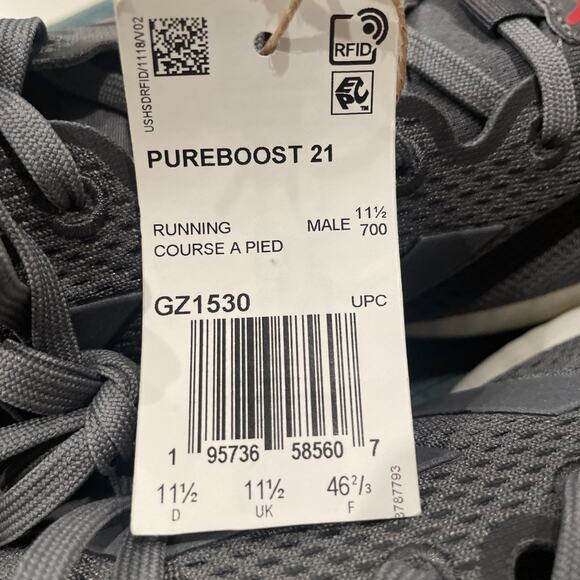 USHSDRFID/1118/V02
RFID
EPC™
PUREBOOST 21
RUNNING
COURSE A PIED
MALE 11½
700
GZ1530
UPC
1 95736 58560 7
11½ 11½ 46²/₃
D UK F